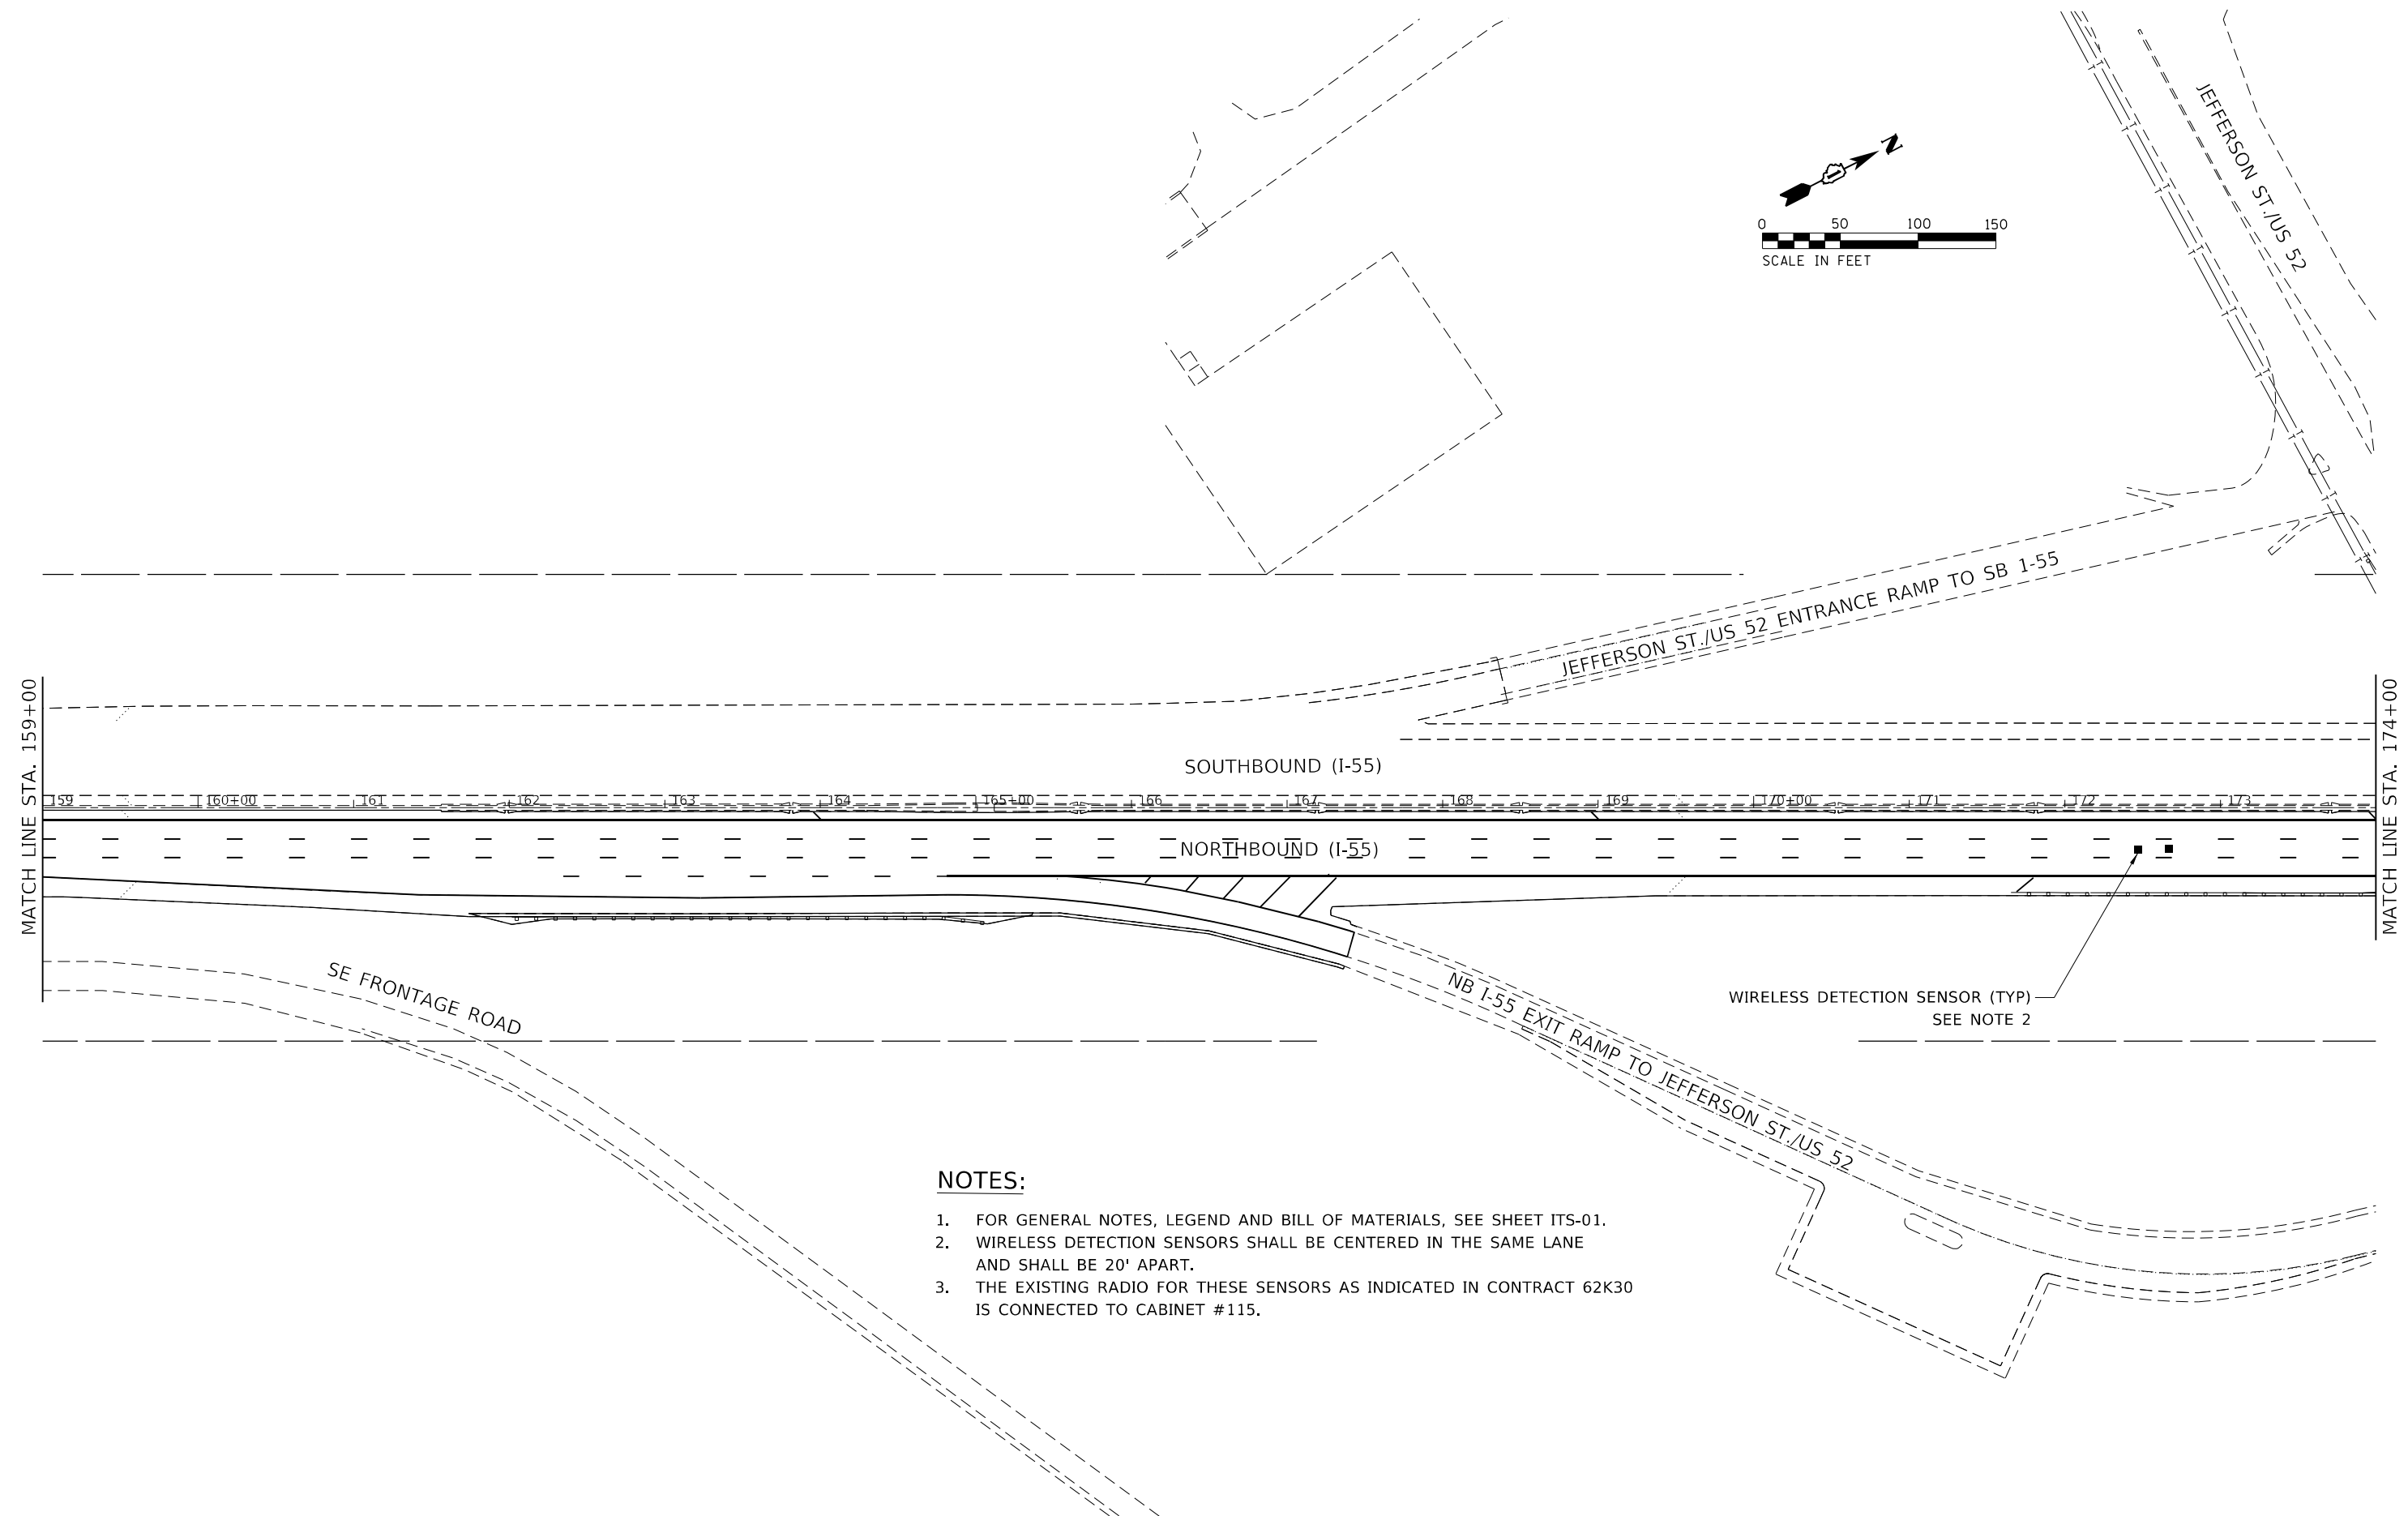 JEFFERSON ST./US 52
N
0 50 100 150
SCALE IN FEET
JEFFERSON ST./US 52 ENTRANCE RAMP TO SB 1-55
MATCH LINE STA. 159+00
MATCH LINE STA. 174+00
SOUTHBOUND (I-55)
159 160+00 161 162 163 164 165+00 166 167 168 169 170+00 171 172 173
NORTHBOUND (I-55)
SE FRONTAGE ROAD
NB I-55 EXIT RAMP TO JEFFERSON ST./US 52
WIRELESS DETECTION SENSOR (TYP)
SEE NOTE 2
NOTES:
1. FOR GENERAL NOTES, LEGEND AND BILL OF MATERIALS, SEE SHEET ITS-01.
2. WIRELESS DETECTION SENSORS SHALL BE CENTERED IN THE SAME LANE
AND SHALL BE 20' APART.
3. THE EXISTING RADIO FOR THESE SENSORS AS INDICATED IN CONTRACT 62K30
IS CONNECTED TO CABINET #115.